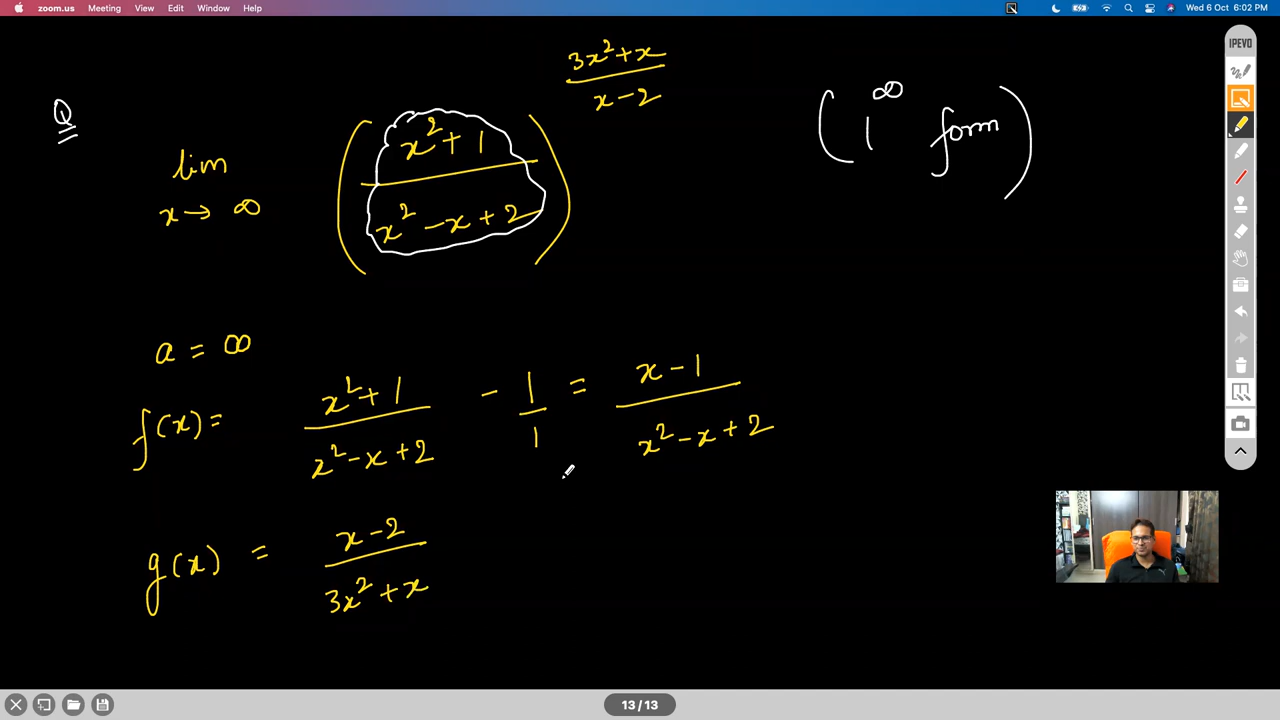 zoom.us Meeting View Edit Window Help Wed 6 Oct 6:02 PM
IPEVO
Q
lim x→∞ ( (x²+1)/(x²-x+2) )^((3x²+x)/(x-2))
(1^∞ form)
a = ∞
f(x) = (x²+1)/(x²-x+2) - 1/1 = (x-1)/(x²-x+2)
g(x) = (x-2)/(3x²+x)
13/13